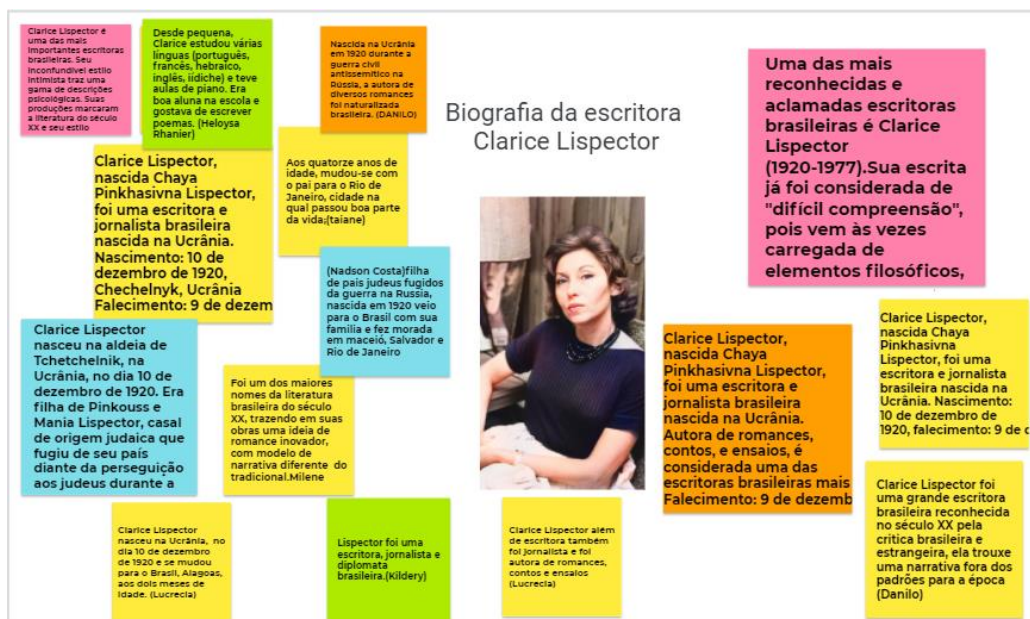 Clarice Lispector é
uma das mais
importantes escritoras
brasileiras. Seu
inconfundível estilo
intimista traz uma
gama de descrições
psicológicas. Suas
produções marcaram
a literatura do século
XX e seu estilo
Desde pequena,
Clarice estudou várias
línguas (português,
francês, hebraico,
inglês, iídiche) e teve
aulas de piano. Era
boa aluna na escola e
gostava de escrever
poemas. (Heloysa
Rhanier)
Nascida na Ucrânia
em 1920 durante a
guerra civil
antissemítico na
Rússia, a autora de
diversos romances
foi naturalizada
brasileira. (DANILO)
Biografia da escritora
Clarice Lispector
Uma das mais
reconhecidas e
aclamadas escritoras
brasileiras é Clarice
Lispector
(1920-1977).Sua escrita
já foi considerada de
"difícil compreensão",
pois vem às vezes
carregada de
elementos filosóficos,
Clarice Lispector,
nascida Chaya
Pinkhasivna Lispector,
foi uma escritora e
jornalista brasileira
nascida na Ucrânia.
Nascimento: 10 de
dezembro de 1920,
Chechelnyk, Ucrânia
Falecimento: 9 de dezem
Aos quatorze anos de
idade, mudou-se com
o pai para o Rio de
Janeiro, cidade na
qual passou boa parte
da vida;(taiane)
(Nadson Costa)filha
de pais judeus fugidos
da guerra na Russia,
nascida em 1920 veio
para o Brasil com sua
familia e fez morada
em maceió, Salvador e
Rio de Janeiro
Clarice Lispector
nasceu na aldeia de
Tchetchelnik, na
Ucrânia, no dia 10 de
dezembro de 1920. Era
filha de Pinkouss e
Mania Lispector, casal
de origem judaica que
fugiu de seu país
diante da perseguição
aos judeus durante a
Foi um dos maiores
nomes da literatura
brasileira do século
XX, trazendo em suas
obras uma ideia de
romance inovador,
com modelo de
narrativa diferente do
tradicional.Milene
Clarice Lispector,
nascida Chaya
Pinkhasivna Lispector,
foi uma escritora e
jornalista brasileira
nascida na Ucrânia.
Autora de romances,
contos, e ensaios, é
considerada uma das
escritoras brasileiras mais
Falecimento: 9 de dezemb
Clarice Lispector,
nascida Chaya
Pinkhasivna
Lispector, foi uma
escritora e jornalista
brasileira nascida na
Ucrânia. Nascimento:
10 de dezembro de
1920, falecimento: 9 de d
Clarice Lispector
nasceu na Ucrânia, no
dia 10 de dezembro
de 1920 e se mudou
para o Brasil, Alagoas,
aos dois meses de
idade. (Lucrecia)
Lispector foi uma
escritora, jornalista e
diplomata
brasileira.(Kildery)
Clarice Lispector além
de escritora também
foi jornalista e foi
autora de romances,
contos e ensaios
(Lucrecia)
Clarice Lispector foi
uma grande escritora
brasileira reconhecida
no século XX pela
critica brasileira e
estrangeira, ela trouxe
uma narrativa fora dos
padrões para a época
(Danilo)